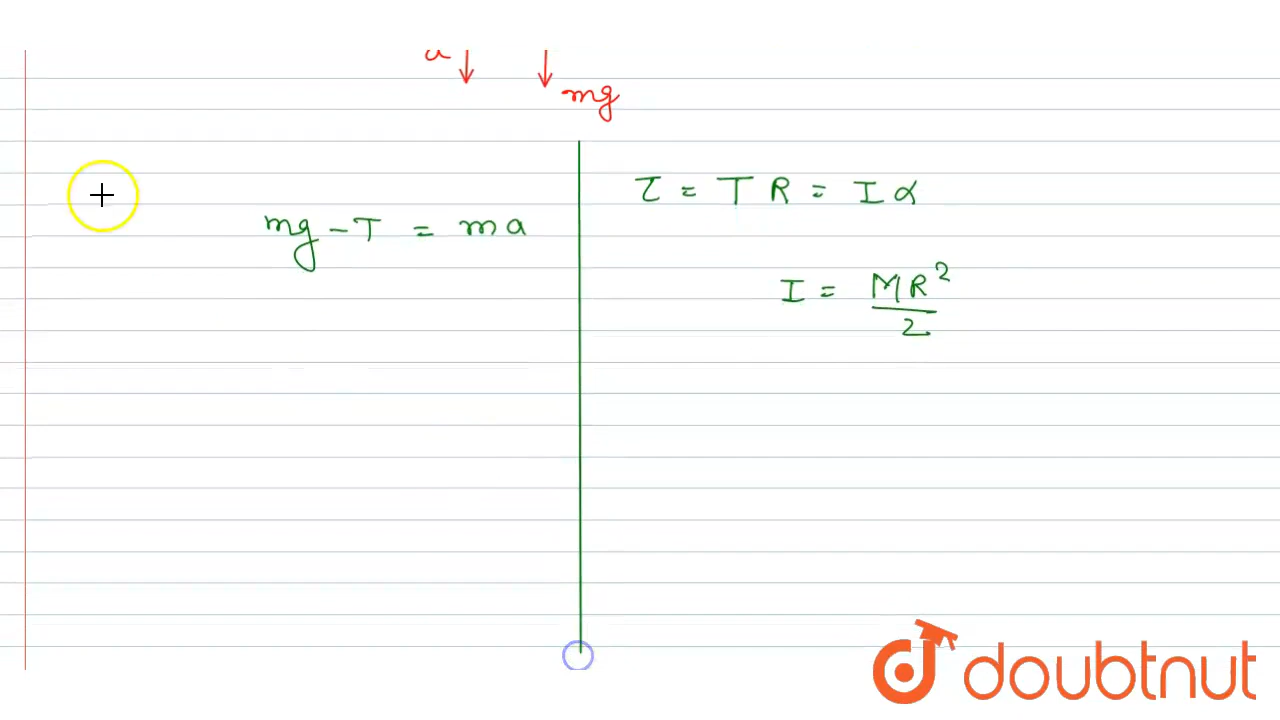 a
mg
mg - T = ma
τ = T R = I α
I = MR²/2
doubtnut